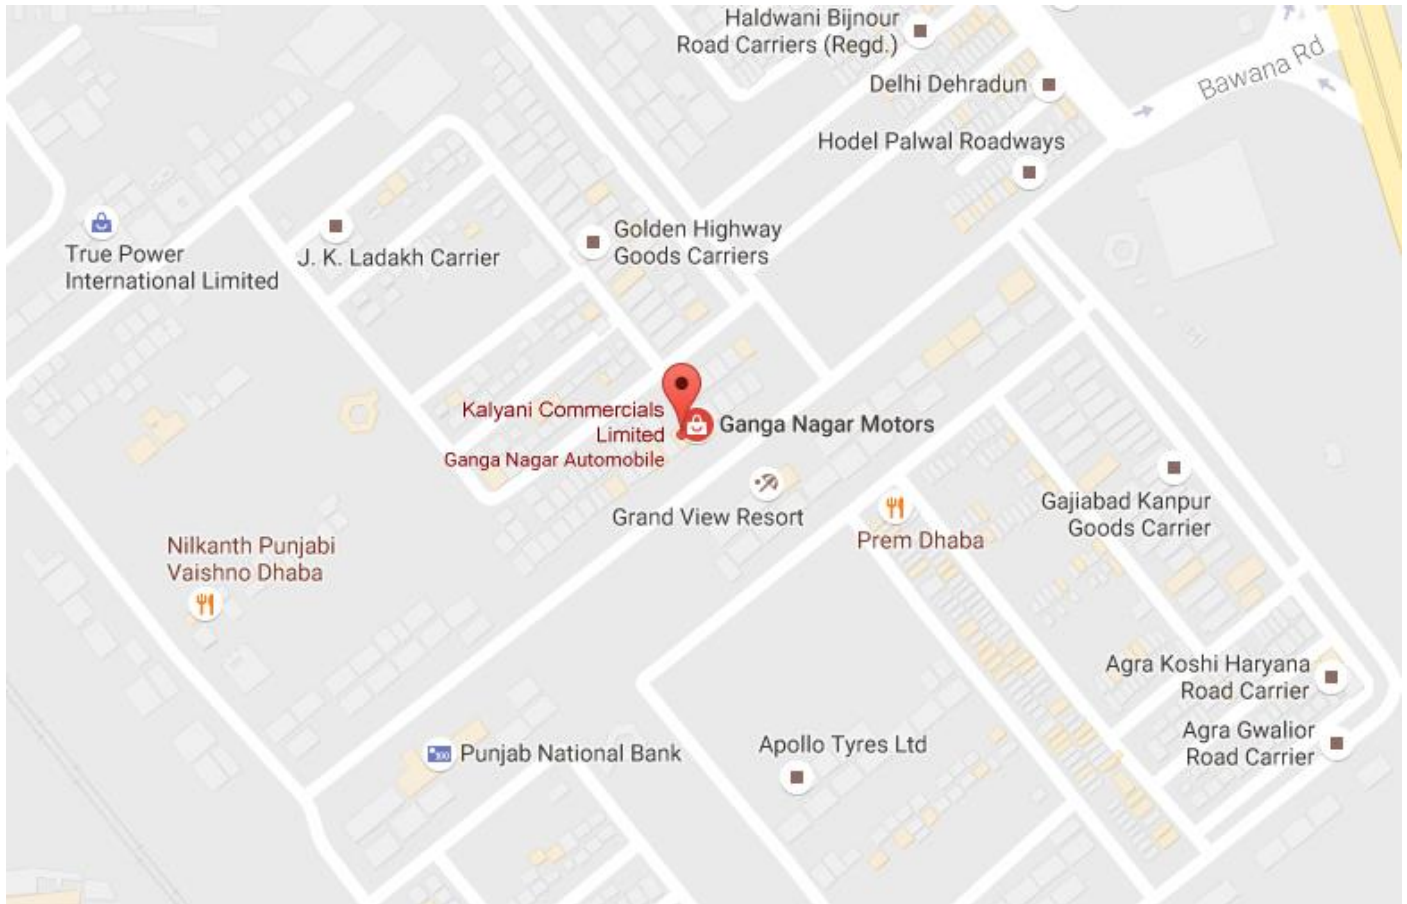 Haldwani Bijnour
Road Carriers (Regd.)
Bawana Rd
Delhi Dehradun
Hodel Palwal Roadways
True Power
International Limited
J. K. Ladakh Carrier
Golden Highway
Goods Carriers
Kalyani Commercials
Limited
Ganga Nagar Automobile
Ganga Nagar Motors
Grand View Resort
Prem Dhaba
Gajiabad Kanpur
Goods Carrier
Nilkanth Punjabi
Vaishno Dhaba
Agra Koshi Haryana
Road Carrier
Agra Gwalior
Road Carrier
Punjab National Bank
Apollo Tyres Ltd